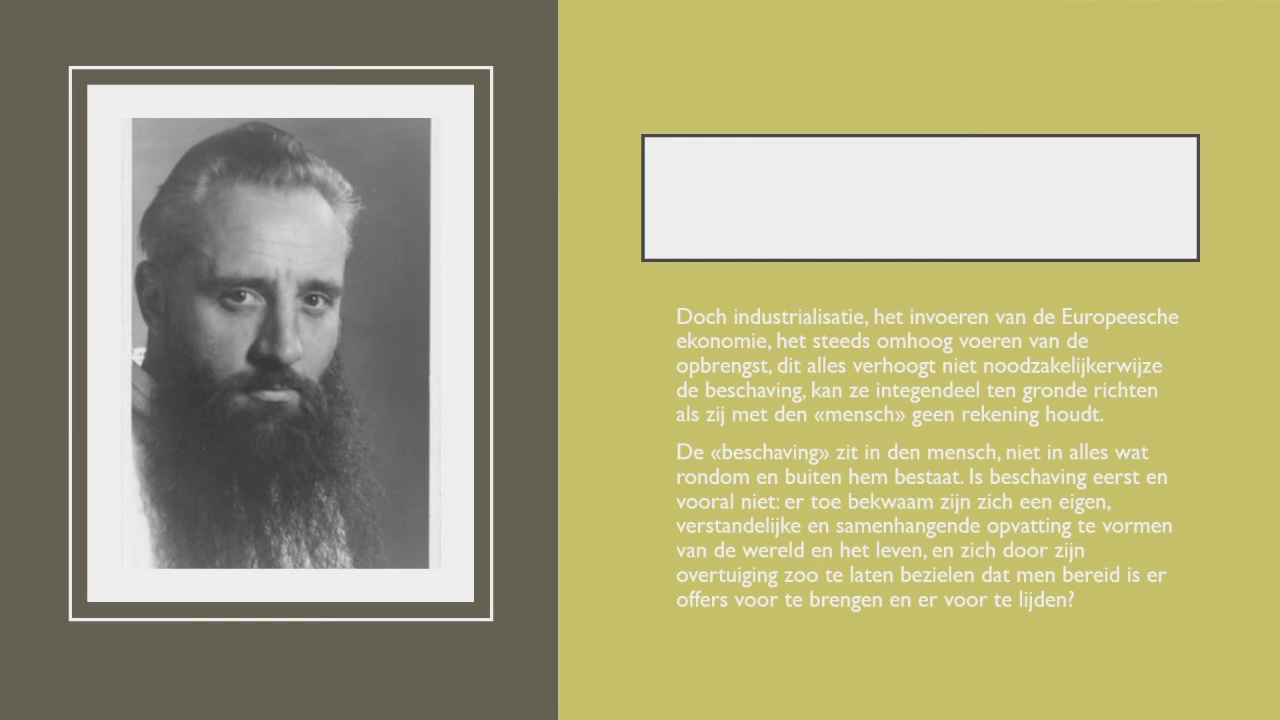 Doch industrialisatie, het invoeren van de Europeesche
ekonomie, het steeds omhoog voeren van de
opbrengst, dit alles verhoogt niet noodzakelijkerwijze
de beschaving, kan ze integendeel ten gronde richten
als zij met den «mensch» geen rekening houdt.
De «beschaving» zit in den mensch, niet in alles wat
rondom en buiten hem bestaat. Is beschaving eerst en
vooral niet: er toe bekwaam zijn zich een eigen,
verstandelijke en samenhangende opvatting te vormen
van de wereld en het leven, en zich door zijn
overtuiging zoo te laten bezielen dat men bereid is er
offers voor te brengen en er voor te lijden?